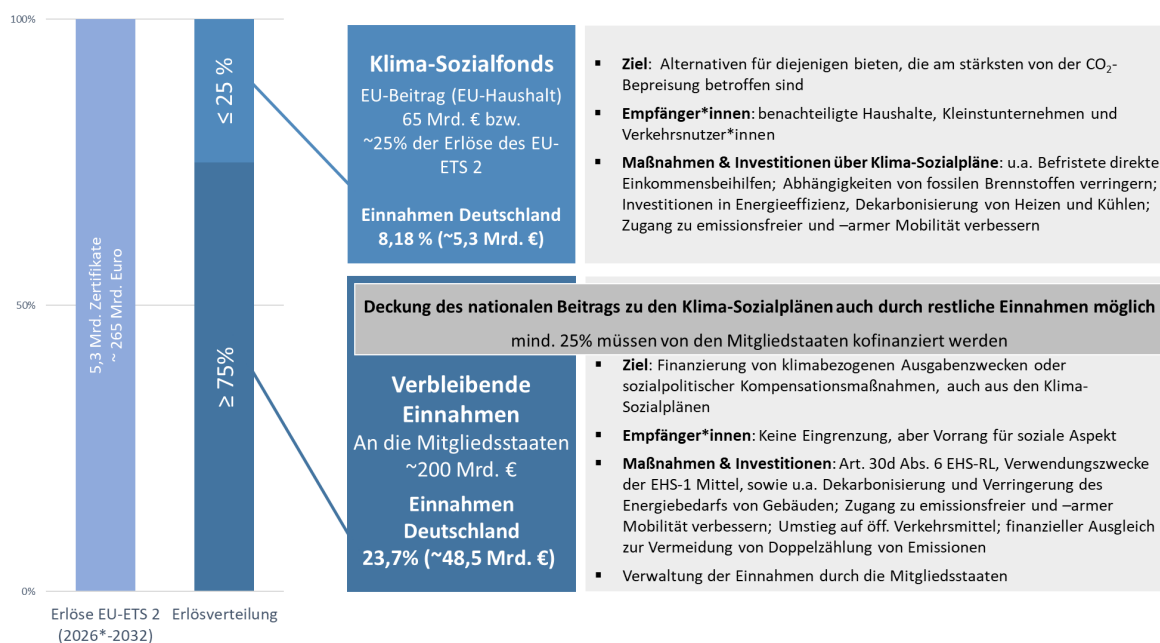 100%
50%
0%
5,3 Mrd. Zertifikate
~ 265 Mrd. Euro
≤ 25 %
≥ 75%
Erlöse EU-ETS 2
(2026*-2032)
Erlösverteilung
Klima-Sozialfonds
EU-Beitrag (EU-Haushalt)
65 Mrd. € bzw.
~25% der Erlöse des EU-
ETS 2
Einnahmen Deutschland
8,18 % (~5,3 Mrd. €)
▪ Ziel: Alternativen für diejenigen bieten, die am stärksten von der CO₂-
Bepreisung betroffen sind
▪ Empfänger*innen: benachteiligte Haushalte, Kleinstunternehmen und
Verkehrsnutzer*innen
▪ Maßnahmen & Investitionen über Klima-Sozialpläne: u.a. Befristete direkte
Einkommensbeihilfen; Abhängigkeiten von fossilen Brennstoffen verringern;
Investitionen in Energieeffizienz, Dekarbonisierung von Heizen und Kühlen;
Zugang zu emissionsfreier und –armer Mobilität verbessern
Deckung des nationalen Beitrags zu den Klima-Sozialplänen auch durch restliche Einnahmen möglich
mind. 25% müssen von den Mitgliedstaaten kofinanziert werden
Verbleibende
Einnahmen
An die Mitgliedsstaaten
~200 Mrd. €
Einnahmen
Deutschland
23,7% (~48,5 Mrd. €)
▪ Ziel: Finanzierung von klimabezogenen Ausgabenzwecken oder
sozialpolitischer Kompensationsmaßnahmen, auch aus den Klima-
Sozialplänen
▪ Empfänger*innen: Keine Eingrenzung, aber Vorrang für soziale Aspekt
▪ Maßnahmen & Investitionen: Art. 30d Abs. 6 EHS-RL, Verwendungszwecke
der EHS-1 Mittel, sowie u.a. Dekarbonisierung und Verringerung des
Energiebedarfs von Gebäuden; Zugang zu emissionsfreier und –armer
Mobilität verbessern; Umstieg auf öff. Verkehrsmittel; finanzieller Ausgleich
zur Vermeidung von Doppelzählung von Emissionen
▪ Verwaltung der Einnahmen durch die Mitgliedsstaaten